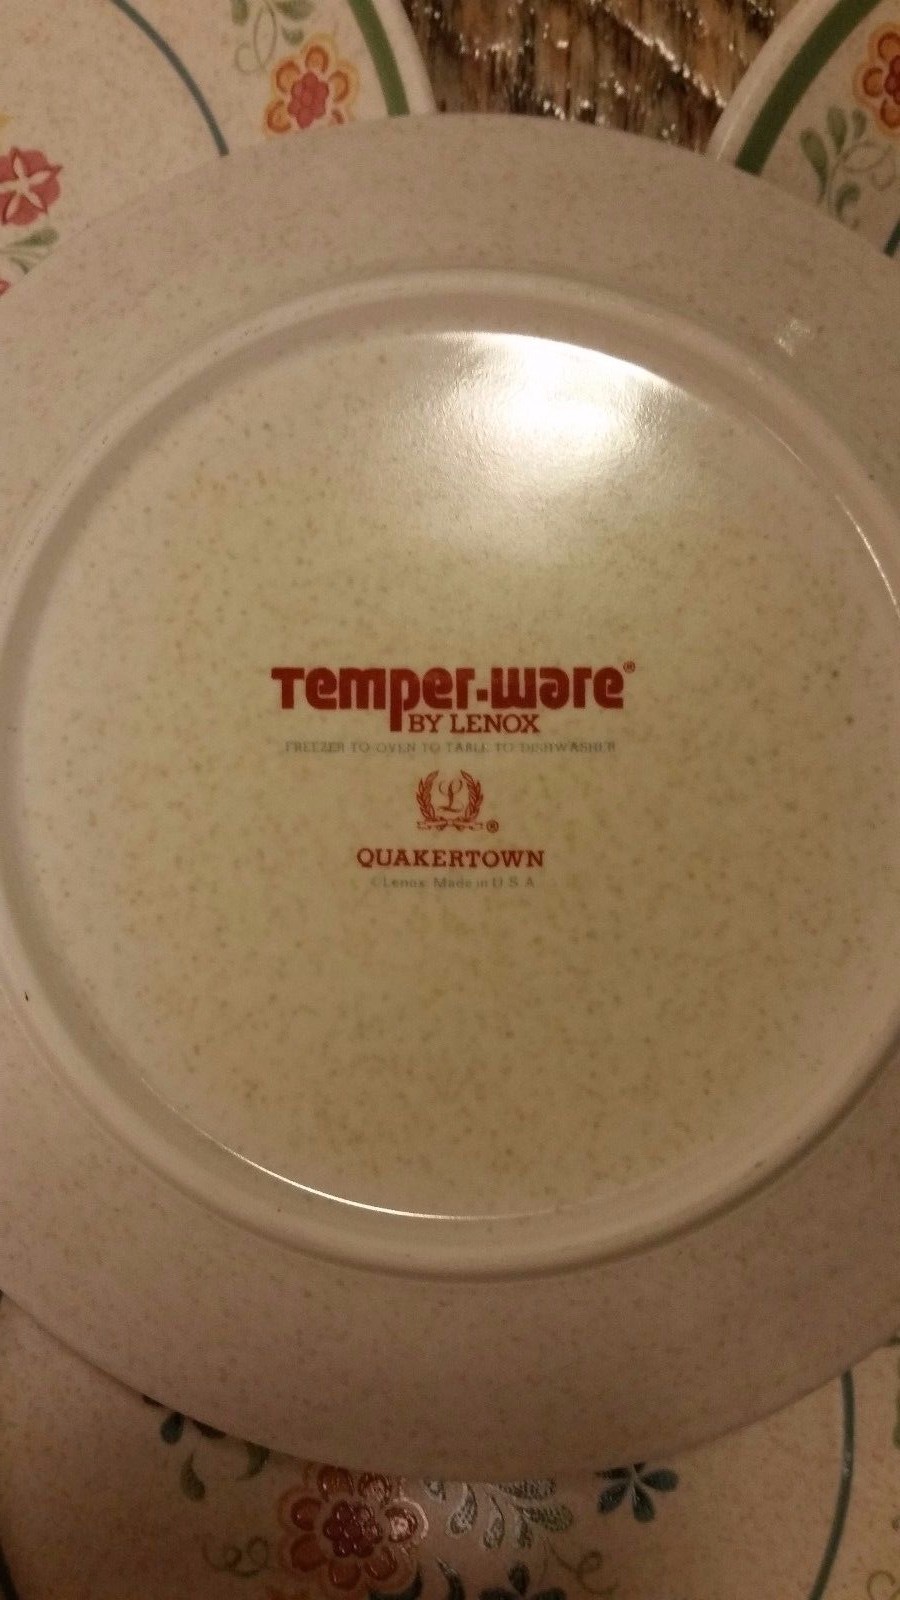 Temper-ware®
BY LENOX
FREEZER TO OVEN TO TABLE TO DISHWASHER
L ®
QUAKERTOWN
©Lenox Made in U.S.A.